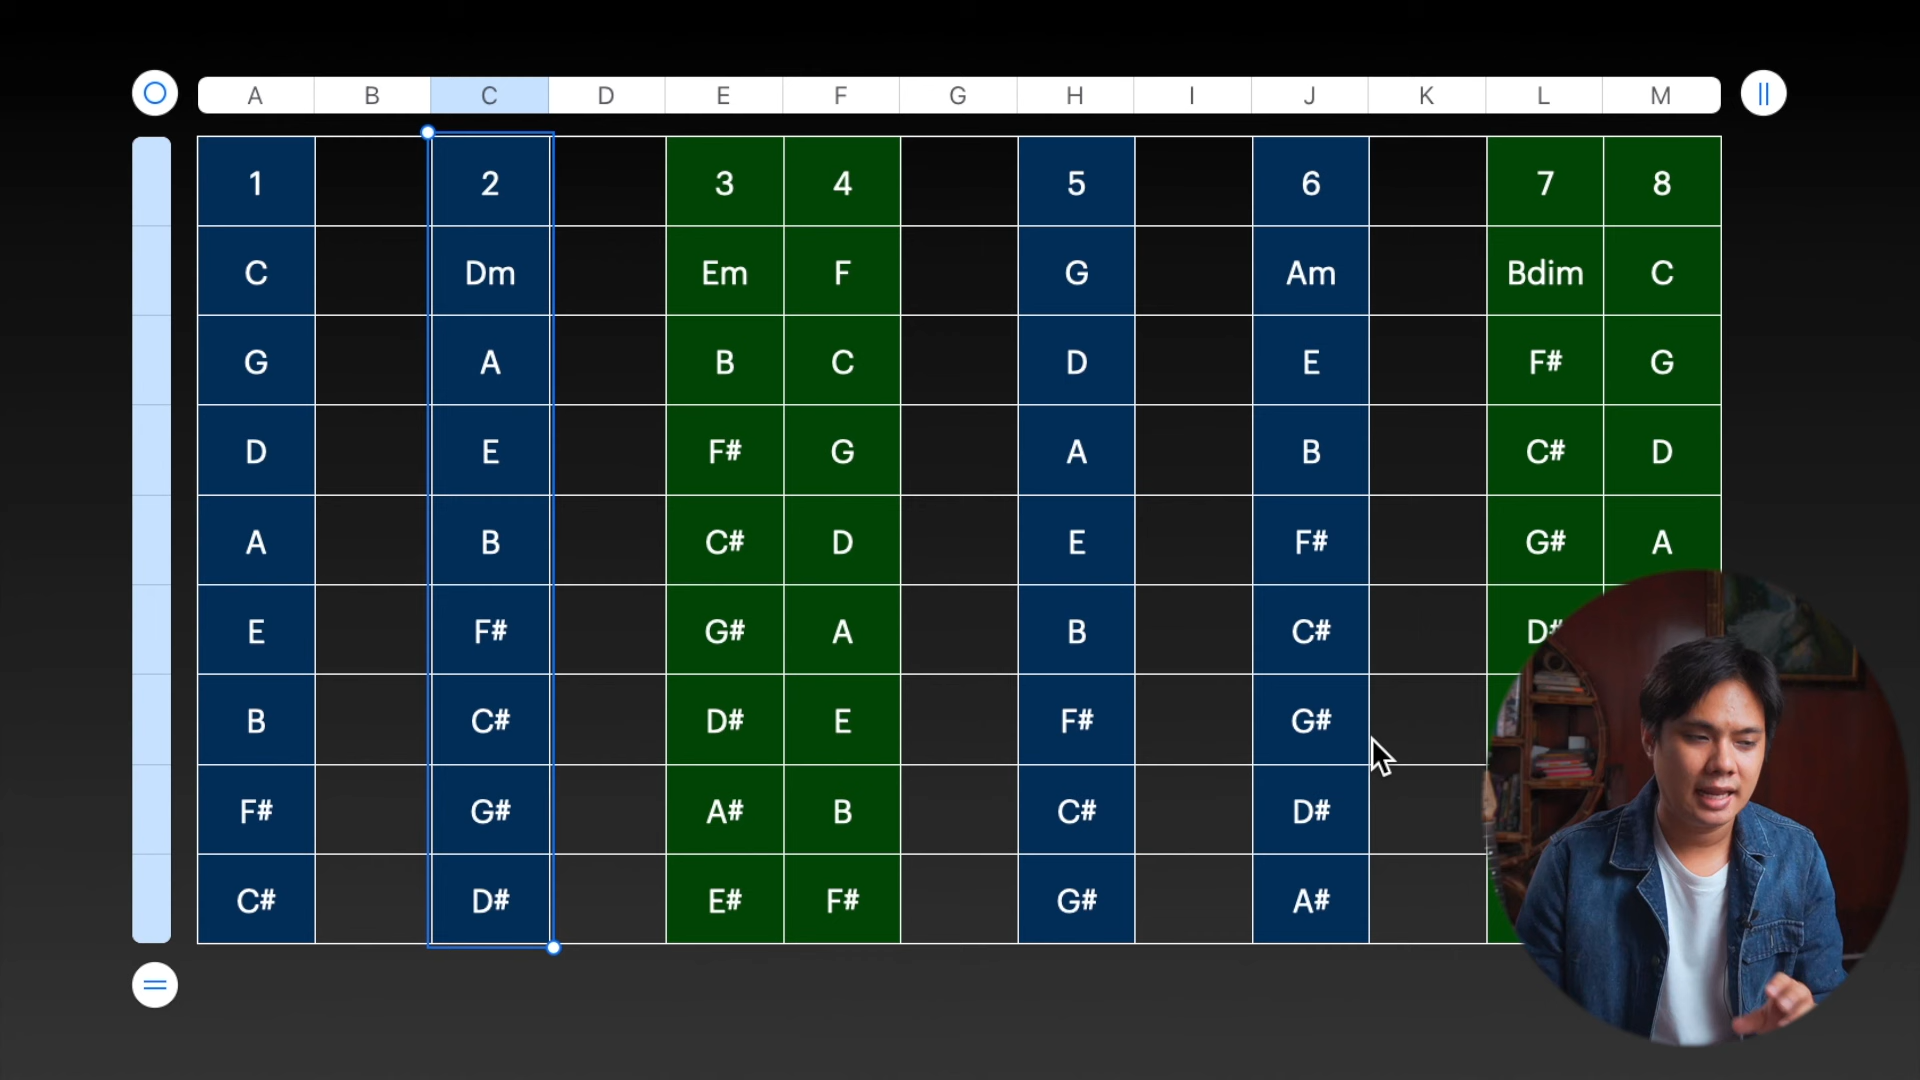 A B C D E F G H I J K L M
1 2 3 4 5 6 7 8
C Dm Em F G Am Bdim C
G A B C D E F# G
D E F# G A B C# D
A B C# D E F# G# A
E F# G# A B C# D#
B C# D# E F# G#
F# G# A# B C# D#
C# D# E# F# G# A#